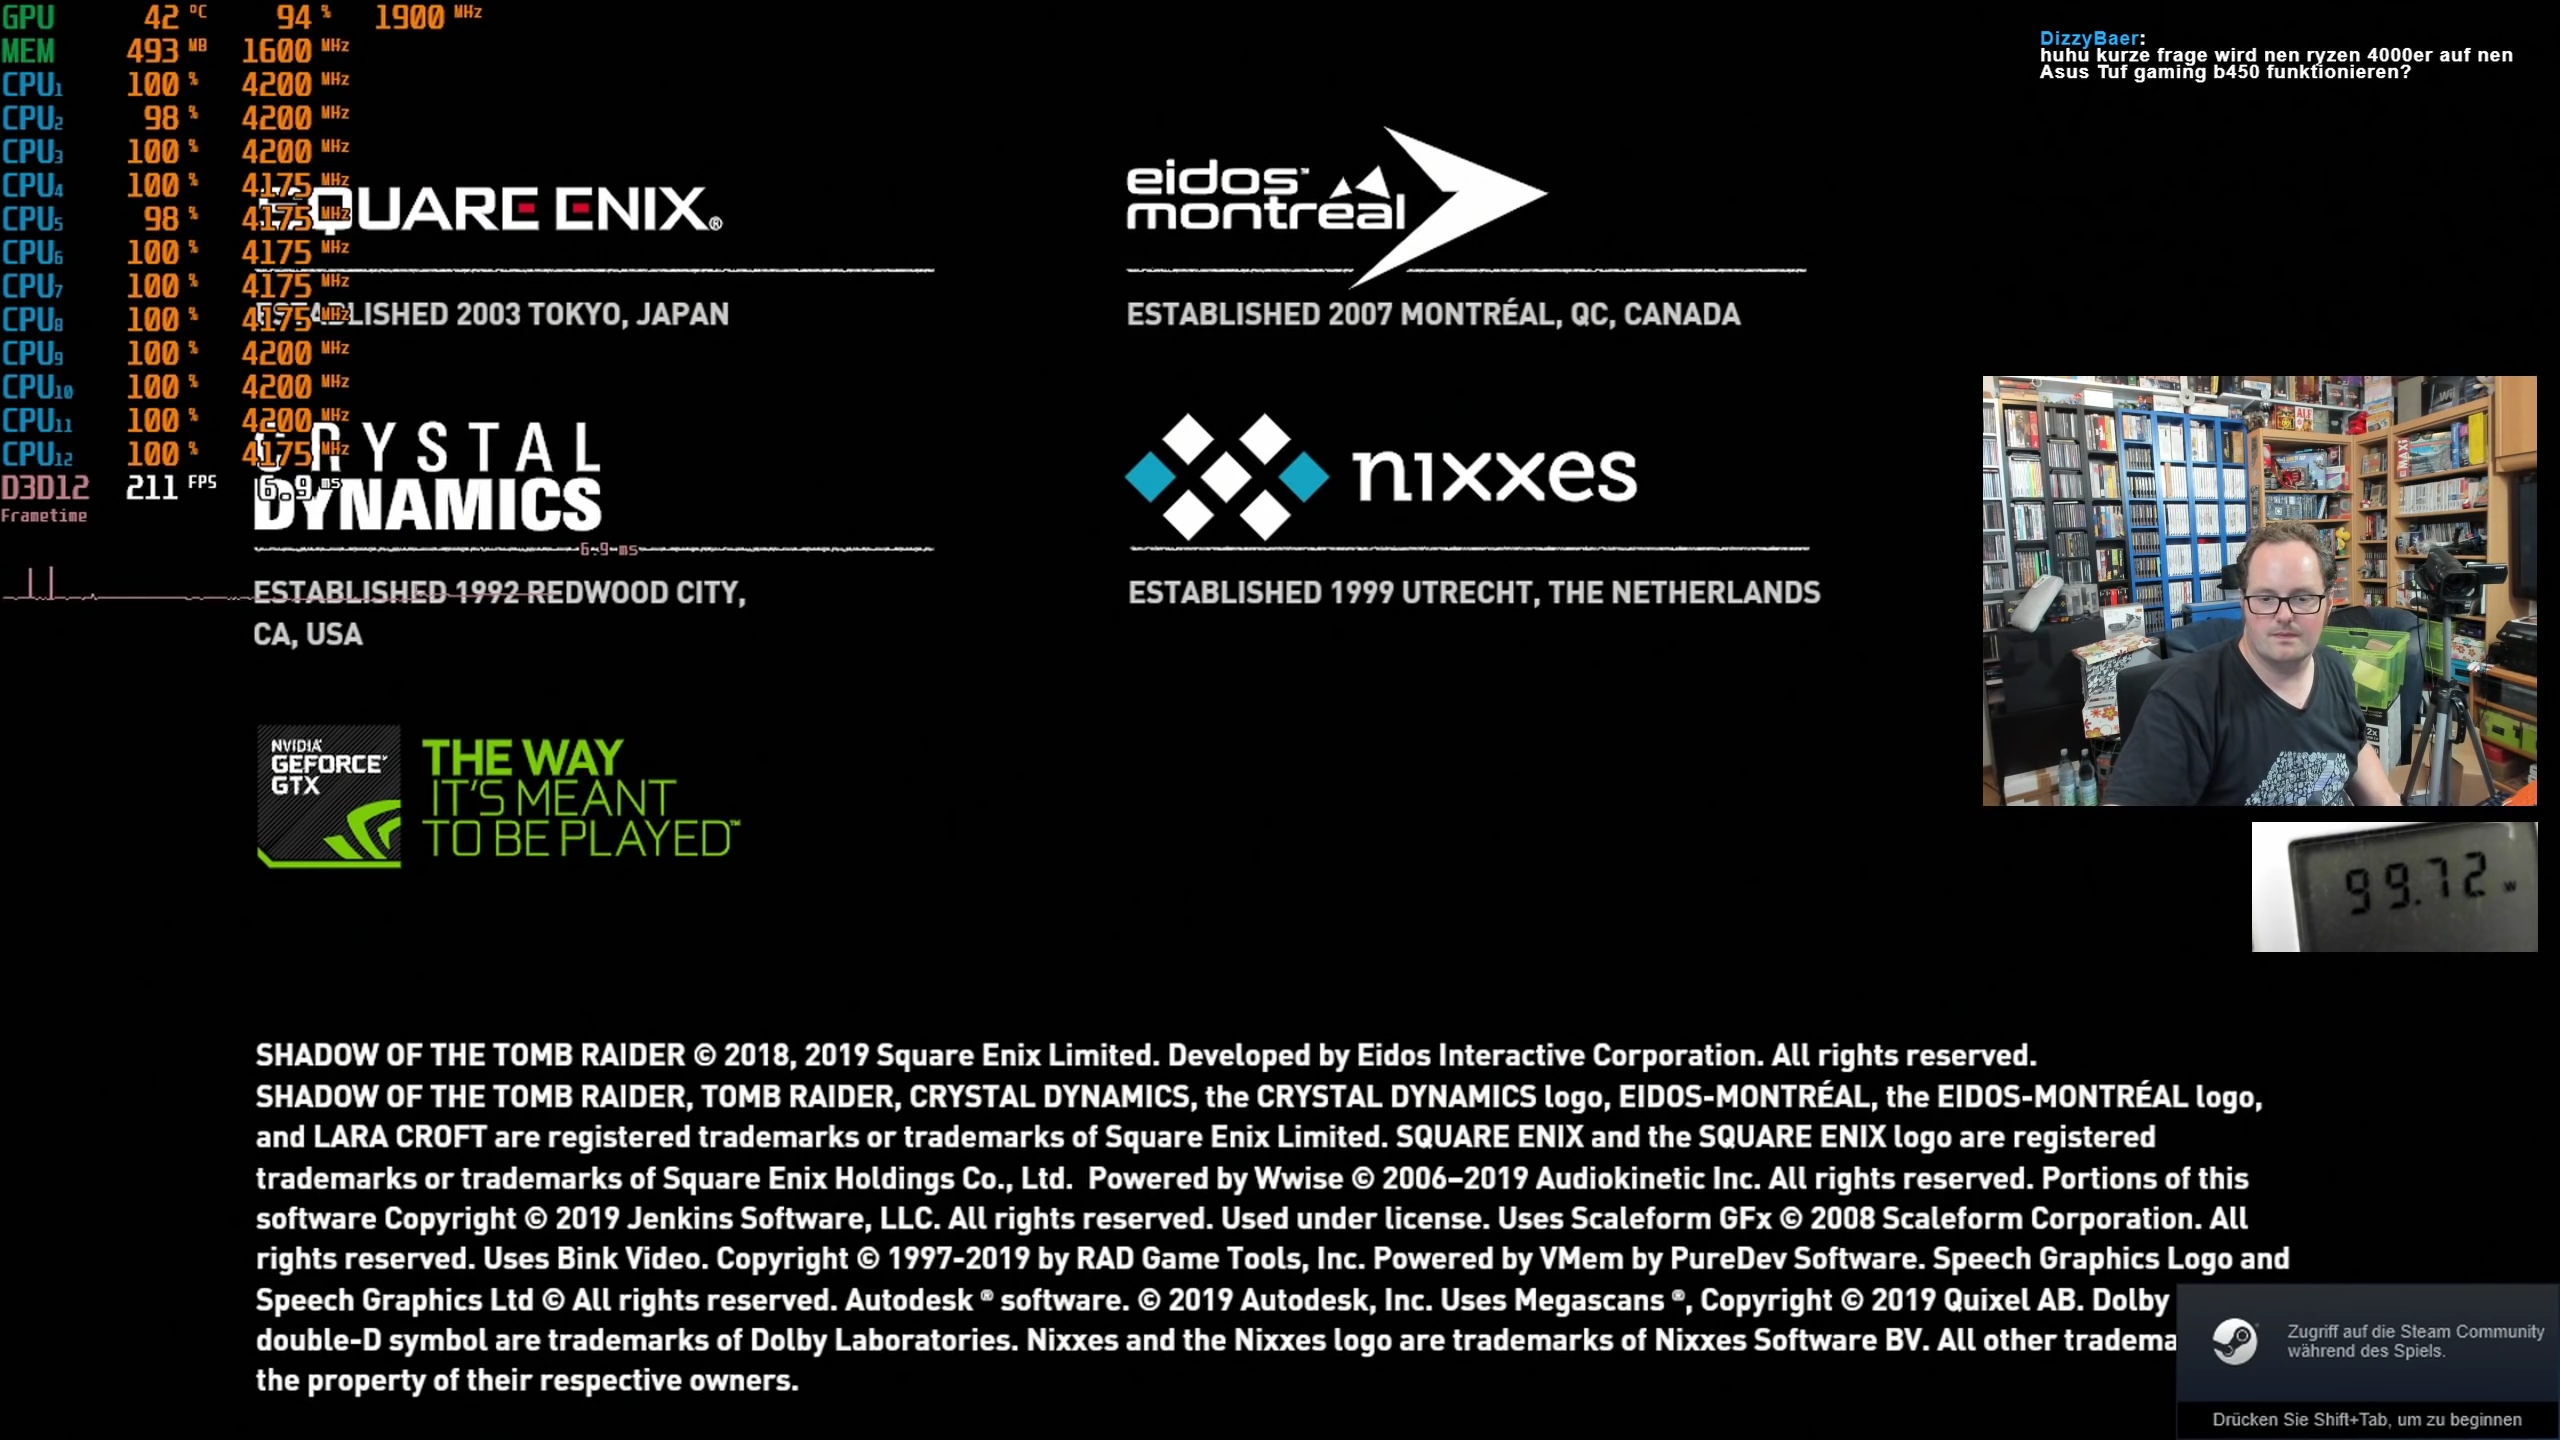 GPU 42 °C 94 % 1900 MHz
MEM 493 MB 1600 MHz
CPU1 100 % 4200 MHz
CPU2 98 % 4200 MHz
CPU3 100 % 4200 MHz
CPU4 100 % 4175 MHz
CPU5 98 % 4175 MHz
CPU6 100 % 4175 MHz
CPU7 100 % 4175 MHz
CPU8 100 % 4175 MHz
CPU9 100 % 4200 MHz
CPU10 100 % 4200 MHz
CPU11 100 % 4200 MHz
CPU12 100 % 4175 MHz
D3D12 211 FPS 6.9 ms
Frametime
6.9 ms
DizzyBaer:
huhu kurze frage wird nen ryzen 4000er auf nen
Asus Tuf gaming b450 funktionieren?
SQUARE ENIX®
ESTABLISHED 2003 TOKYO, JAPAN
eidos™
montréal
ESTABLISHED 2007 MONTRÉAL, QC, CANADA
CRYSTAL
DYNAMICS
ESTABLISHED 1992 REDWOOD CITY,
CA, USA
nixxes
ESTABLISHED 1999 UTRECHT, THE NETHERLANDS
NVIDIA®
GEFORCE®
GTX
THE WAY
IT'S MEANT
TO BE PLAYED™
99.72 W
SHADOW OF THE TOMB RAIDER © 2018, 2019 Square Enix Limited. Developed by Eidos Interactive Corporation. All rights reserved.
SHADOW OF THE TOMB RAIDER, TOMB RAIDER, CRYSTAL DYNAMICS, the CRYSTAL DYNAMICS logo, EIDOS-MONTRÉAL, the EIDOS-MONTRÉAL logo,
and LARA CROFT are registered trademarks or trademarks of Square Enix Limited. SQUARE ENIX and the SQUARE ENIX logo are registered
trademarks or trademarks of Square Enix Holdings Co., Ltd. Powered by Wwise © 2006–2019 Audiokinetic Inc. All rights reserved. Portions of this
software Copyright © 2019 Jenkins Software, LLC. All rights reserved. Used under license. Uses Scaleform GFx © 2008 Scaleform Corporation. All
rights reserved. Uses Bink Video. Copyright © 1997-2019 by RAD Game Tools, Inc. Powered by VMem by PureDev Software. Speech Graphics Logo and
Speech Graphics Ltd © All rights reserved. Autodesk ® software. © 2019 Autodesk, Inc. Uses Megascans ®, Copyright © 2019 Quixel AB. Dolby
double-D symbol are trademarks of Dolby Laboratories. Nixxes and the Nixxes logo are trademarks of Nixxes Software BV. All other tradema
the property of their respective owners.
Zugriff auf die Steam Community
während des Spiels.
Drücken Sie Shift+Tab, um zu beginnen